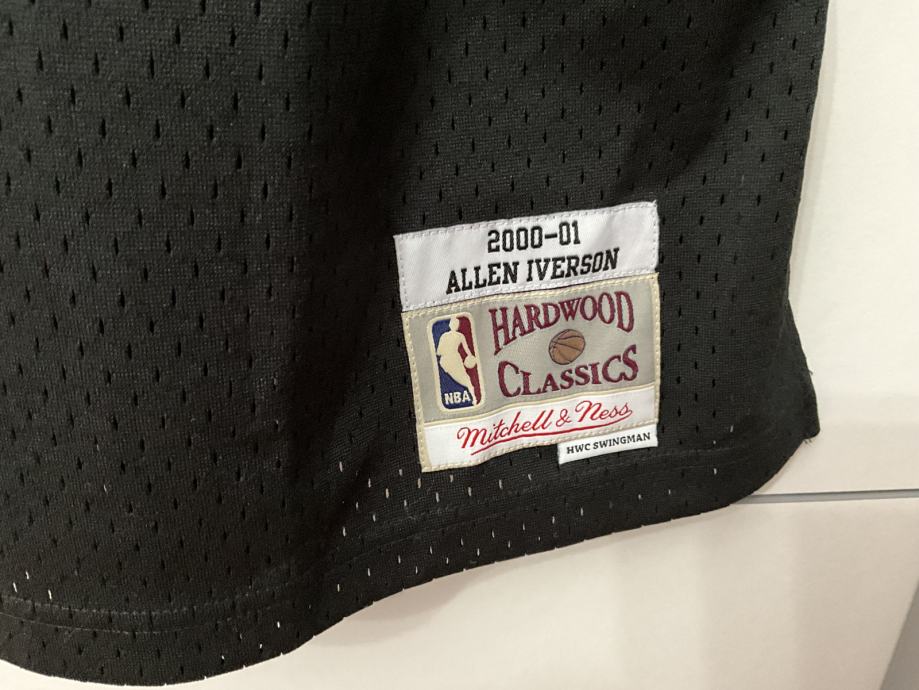 2000-01
ALLEN IVERSON
HARDWOOD
CLASSICS
NBA
Mitchell & Ness
HWC SWINGMAN